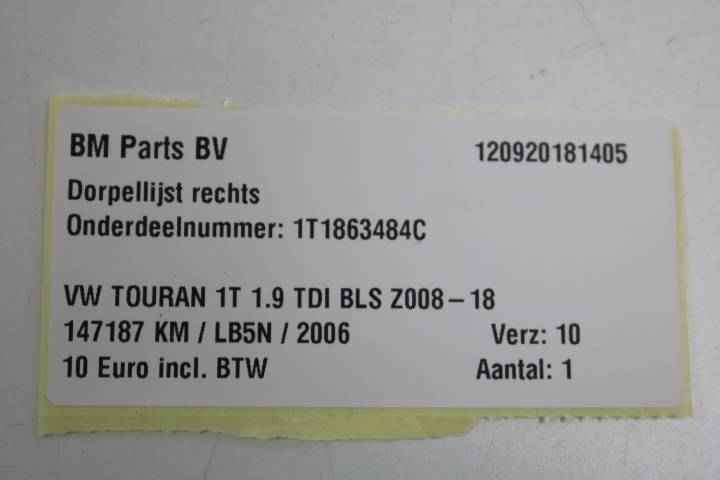 BM Parts BV 120920181405
Dorpellijst rechts
Onderdeelnummer: 1T1863484C
VW TOURAN 1T 1.9 TDI BLS Z008-18
147187 KM / LB5N / 2006 Verz: 10
10 Euro incl. BTW Aantal: 1